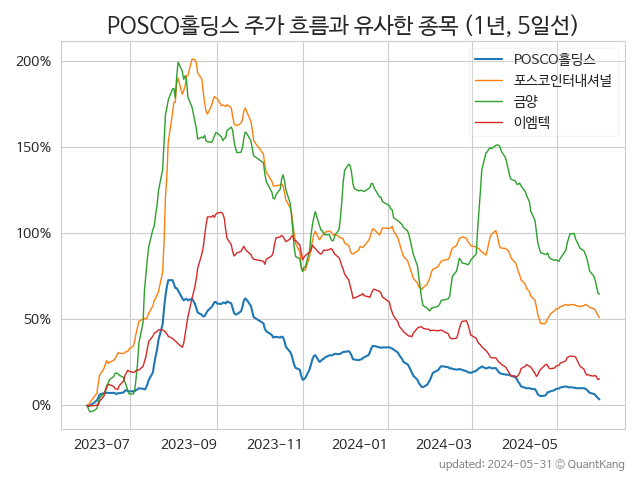 POSCO홀딩스 주가 흐름과 유사한 종목 (1년, 5일선)
POSCO홀딩스
포스코인터내셔널
금양
이엠텍
200%
150%
100%
50%
0%
2023-07 2023-09 2023-11 2024-01 2024-03 2024-05
updated: 2024-05-31 © QuantKang